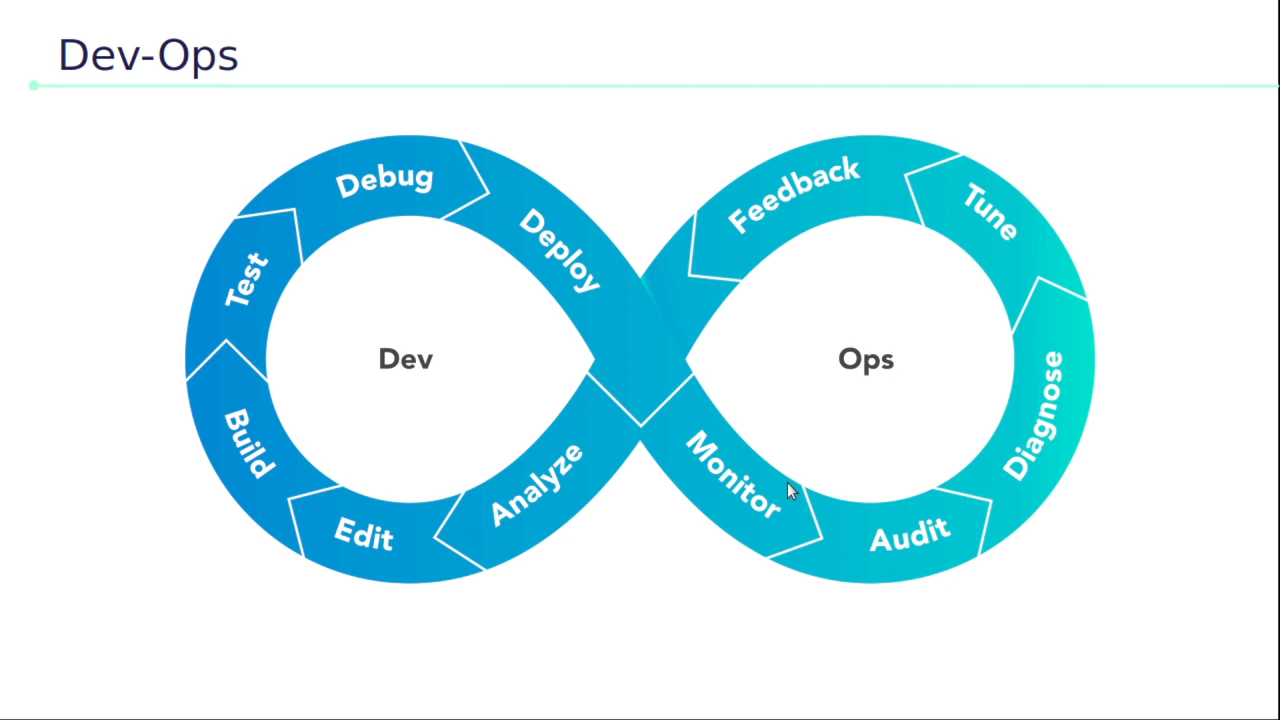 Dev-Ops
Debug
Deploy
Feedback
Tune
Test
Dev
Ops
Build
Diagnose
Edit
Analyze
Monitor
Audit